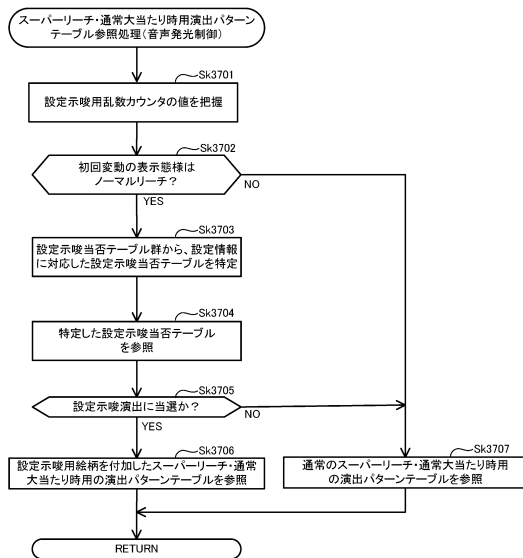 スーパーリーチ・通常大当たり時用演出パターン
テーブル参照処理(音声発光制御)
Sk3701
設定示唆用乱数カウンタの値を把握
Sk3702
初回変動の表示態様は
ノーマルリーチ？
NO
YES
Sk3703
設定示唆当否テーブル群から、設定情報
に対応した設定示唆当否テーブルを特定
Sk3704
特定した設定示唆当否テーブル
を参照
Sk3705
設定示唆演出に当選か？
NO
YES
Sk3706
設定示唆用絵柄を付加したスーパーリーチ・通常
大当たり時用の演出パターンテーブルを参照
Sk3707
通常のスーパーリーチ・通常大当たり時用
の演出パターンテーブルを参照
RETURN